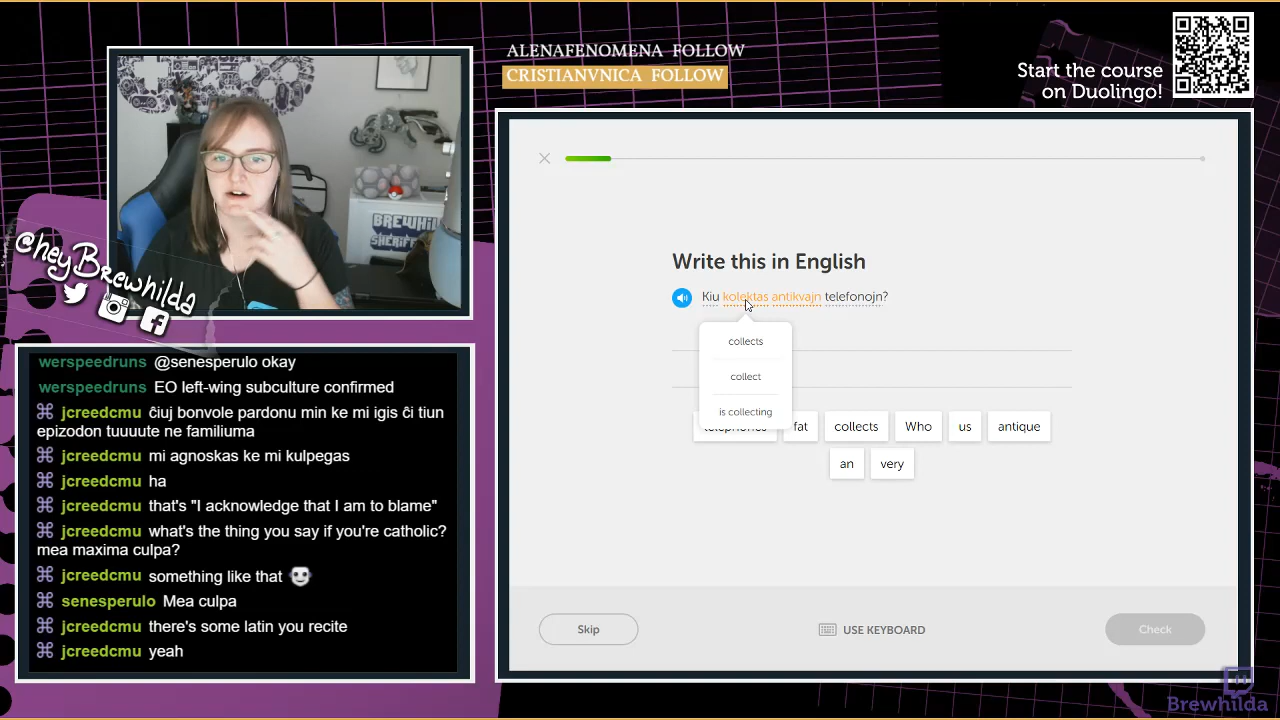 ALENAFENOMENA FOLLOW
CRISTIANVNICA FOLLOW
Start the course
on Duolingo!
BREWHIL
SHERIFF
@heyBrewhilda
Write this in English
Kiu kolektas antikvajn telefonojn?
collects
collect
is collecting
telephones fat collects Who us antique
an very
Skip
USE KEYBOARD
Check
werspeedruns @senesperulo okay
werspeedruns EO left-wing subculture confirmed
jcreedcmu ĉiuj bonvole pardonu min ke mi igis ĉi tiun
epizodon tuuuute ne familiuma
jcreedcmu mi agnoskas ke mi kulpegas
jcreedcmu ha
jcreedcmu that's "I acknowledge that I am to blame"
jcreedcmu what's the thing you say if you're catholic?
mea maxima culpa?
jcreedcmu something like that
senesperulo Mea culpa
jcreedcmu there's some latin you recite
jcreedcmu yeah
Brewhilda